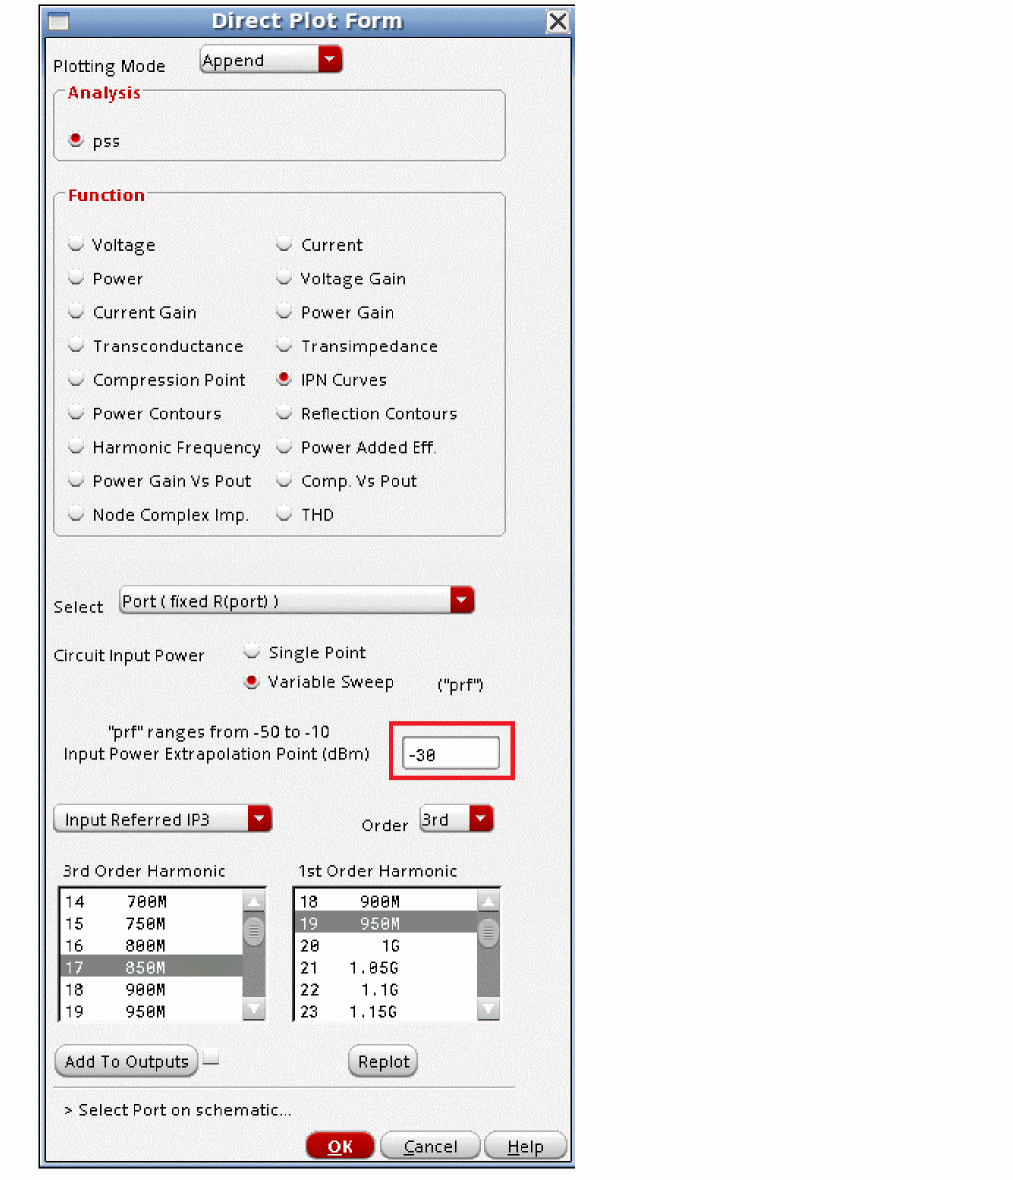 Direct Plot Form
Plotting Mode Append
Analysis
pss
Function
Voltage Current
Power Voltage Gain
Current Gain Power Gain
Transconductance Transimpedance
Compression Point IPN Curves
Power Contours Reflection Contours
Harmonic Frequency Power Added Eff.
Power Gain Vs Pout Comp. Vs Pout
Node Complex Imp. THD
Select Port ( fixed R(port) )
Circuit Input Power Single Point
Variable Sweep ("prf")
"prf" ranges from -50 to -10
Input Power Extrapolation Point (dBm) -30
Input Referred IP3 Order 3rd
3rd Order Harmonic 1st Order Harmonic
14 700M 18 900M
15 750M 19 950M
16 800M 20 1G
17 850M 21 1.05G
18 900M 22 1.1G
19 950M 23 1.15G
Add To Outputs Replot
> Select Port on schematic...
OK Cancel Help